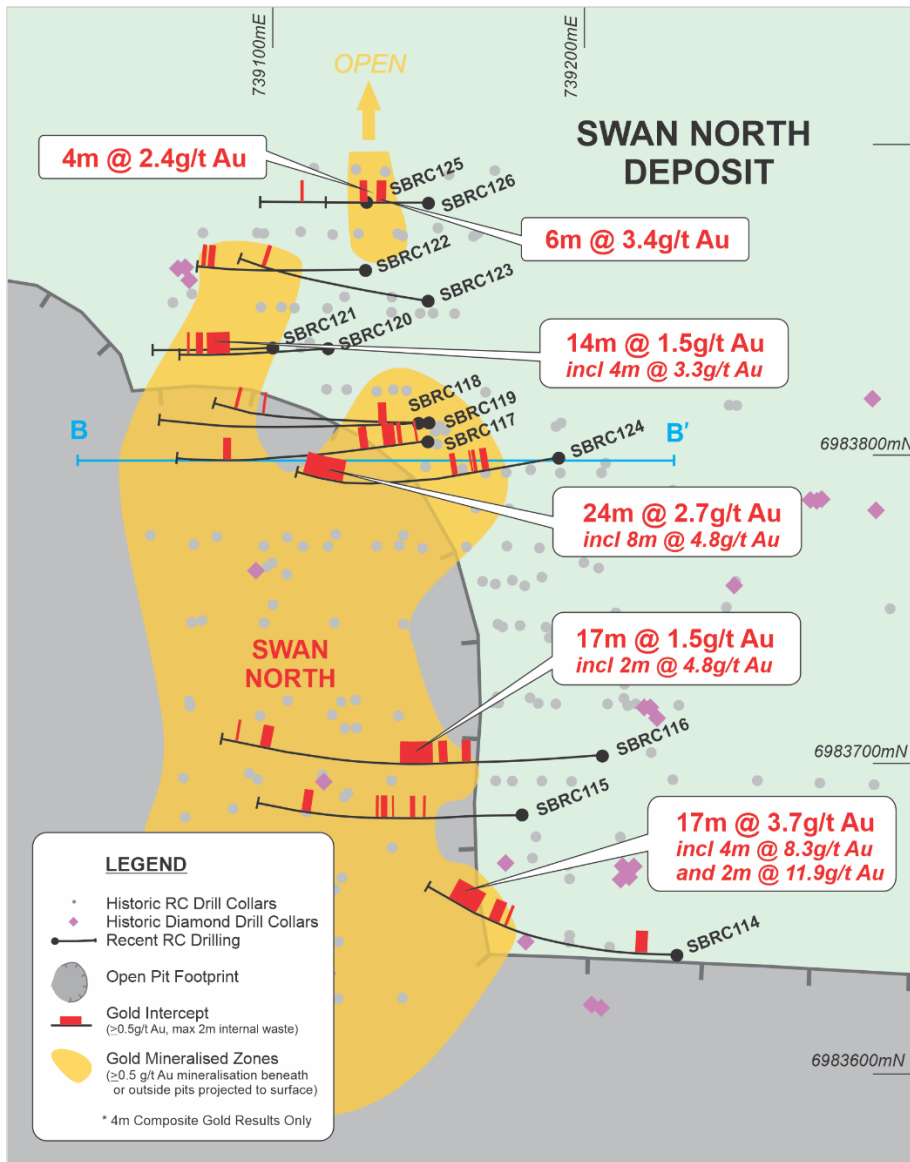 739100mE
739200mE
OPEN
SWAN NORTH
DEPOSIT
4m @ 2.4g/t Au
SBRC125
SBRC126
6m @ 3.4g/t Au
SBRC122
SBRC123
SBRC121
SBRC120
14m @ 1.5g/t Au
incl 4m @ 3.3g/t Au
SBRC118
SBRC119
SBRC117
SBRC124
B
B'
6983800mN
24m @ 2.7g/t Au
incl 8m @ 4.8g/t Au
17m @ 1.5g/t Au
incl 2m @ 4.8g/t Au
SWAN
NORTH
SBRC116
6983700mN
SBRC115
17m @ 3.7g/t Au
incl 4m @ 8.3g/t Au
and 2m @ 11.9g/t Au
SBRC114
6983600mN
LEGEND
Historic RC Drill Collars
Historic Diamond Drill Collars
Recent RC Drilling
Open Pit Footprint
Gold Intercept
(≥0.5g/t Au, max 2m internal waste)
Gold Mineralised Zones
(≥0.5 g/t Au mineralisation beneath
or outside pits projected to surface)
* 4m Composite Gold Results Only